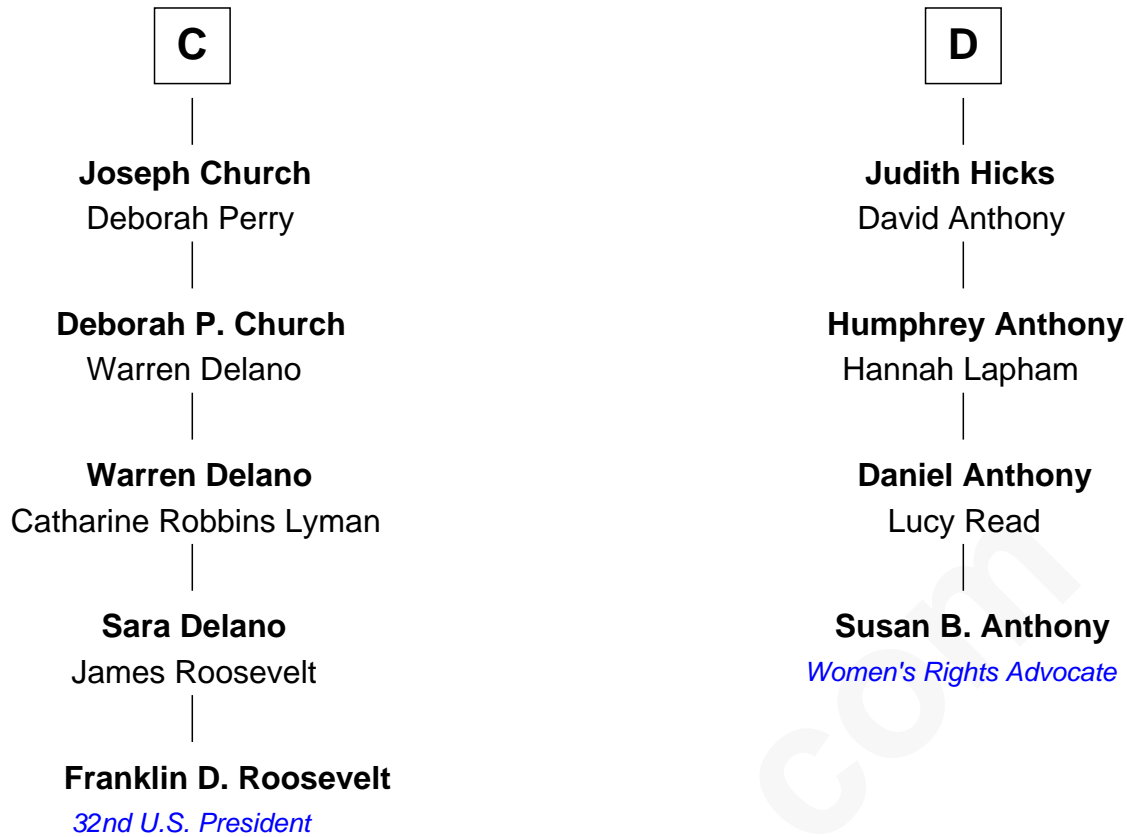 C
Joseph Church
Deborah Perry
Deborah P. Church
Warren Delano
Warren Delano
Catharine Robbins Lyman
Sara Delano
James Roosevelt
Franklin D. Roosevelt
32nd U.S. President
D
Judith Hicks
David Anthony
Humphrey Anthony
Hannah Lapham
Daniel Anthony
Lucy Read
Susan B. Anthony
Women's Rights Advocate
com